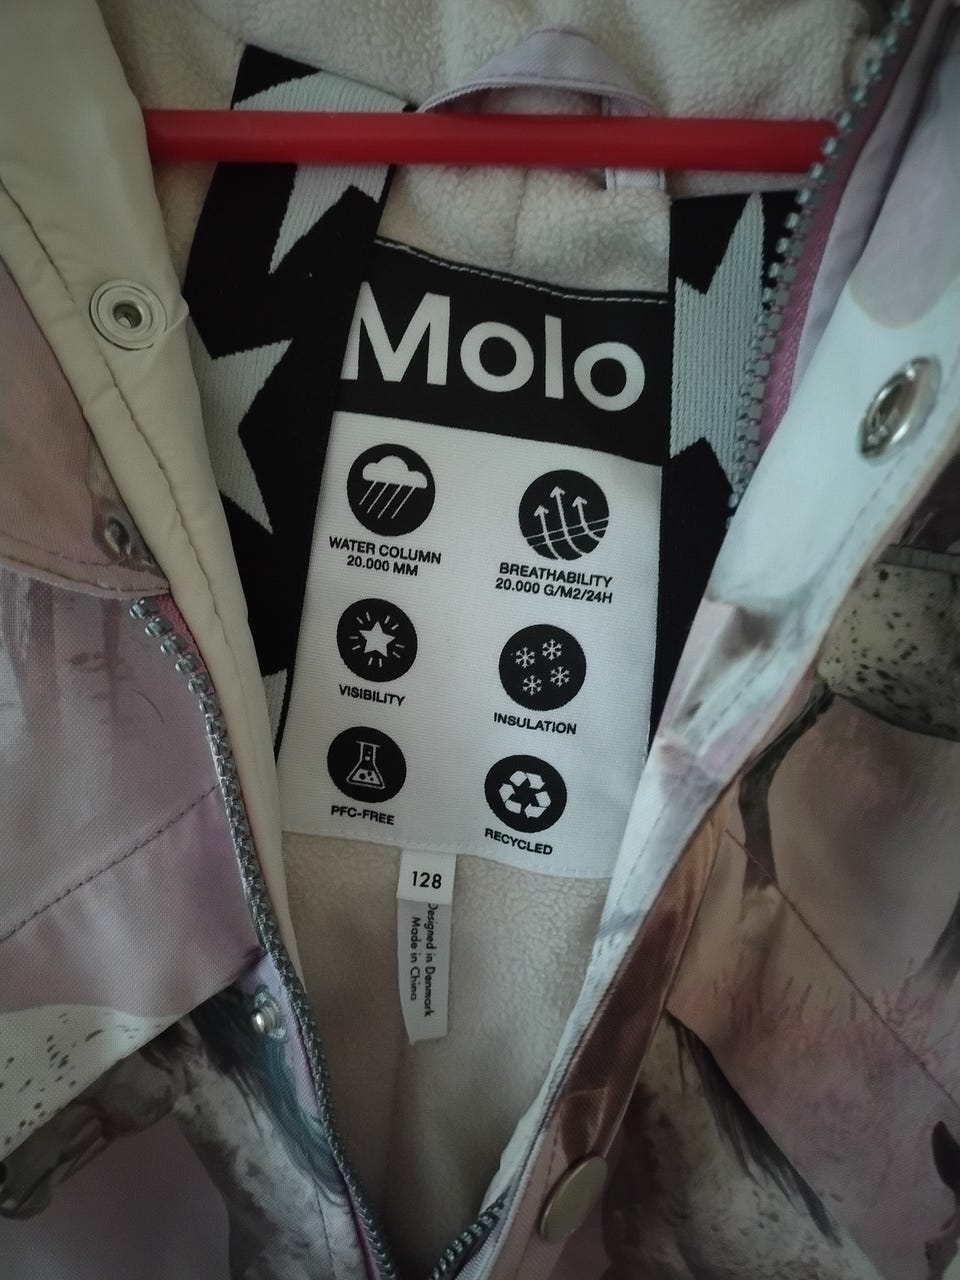 Molo
WATER COLUMN
20.000 MM
BREATHABILITY
20.000 G/M2/24H
VISIBILITY
INSULATION
PFC-FREE
RECYCLED
128
Designed in Denmark
Made in China